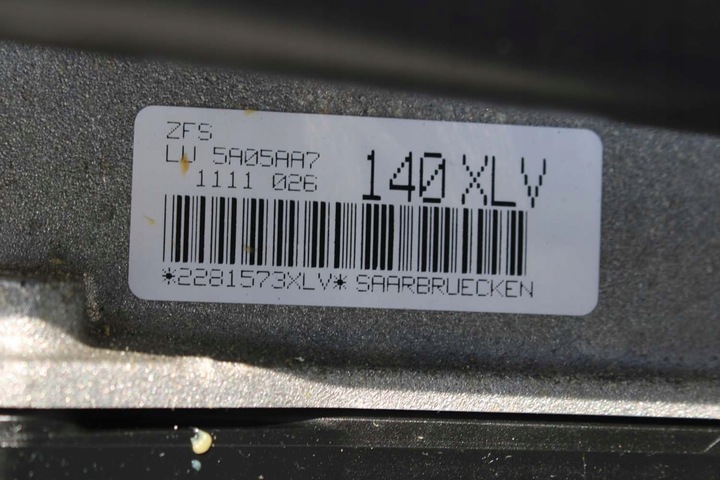 ZFS
LW 5A05AA7
1111 026
140 XLV
*2281573XLV* SAARBRUECKEN